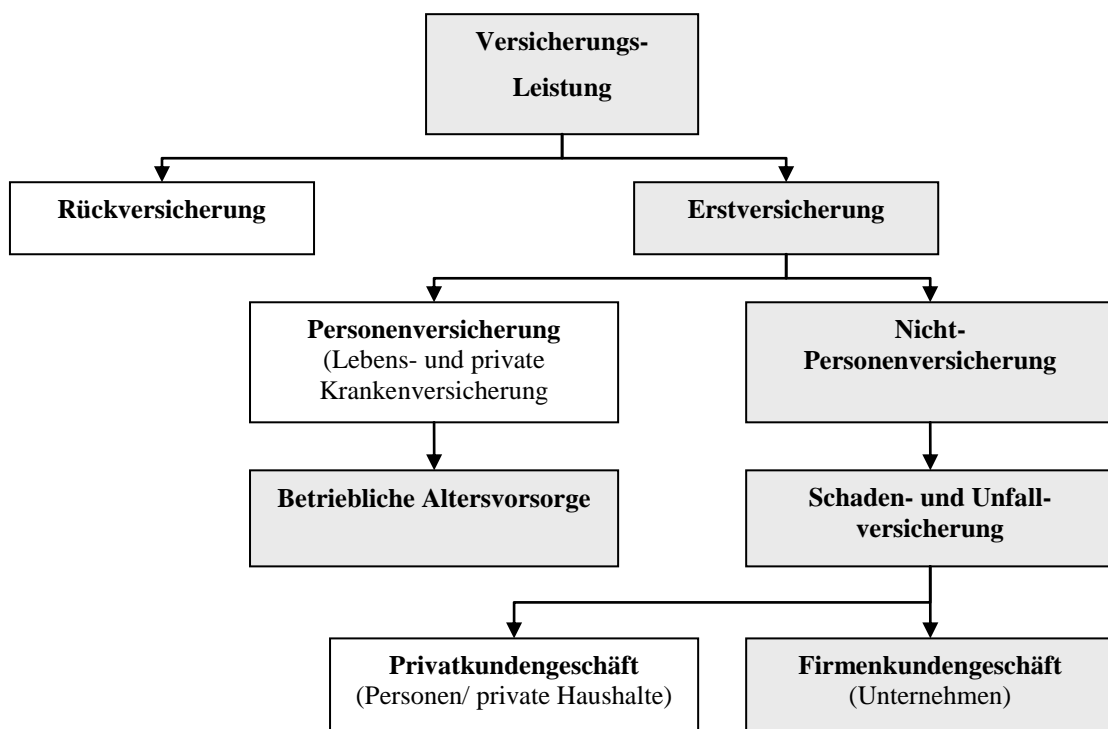 Versicherungs-
Leistung
Rückversicherung
Erstversicherung
Personenversicherung
(Lebens- und private
Krankenversicherung
Nicht-
Personenversicherung
Betriebliche Altersvorsorge
Schaden- und Unfall-
versicherung
Privatkundengeschäft
(Personen/ private Haushalte)
Firmenkundengeschäft
(Unternehmen)